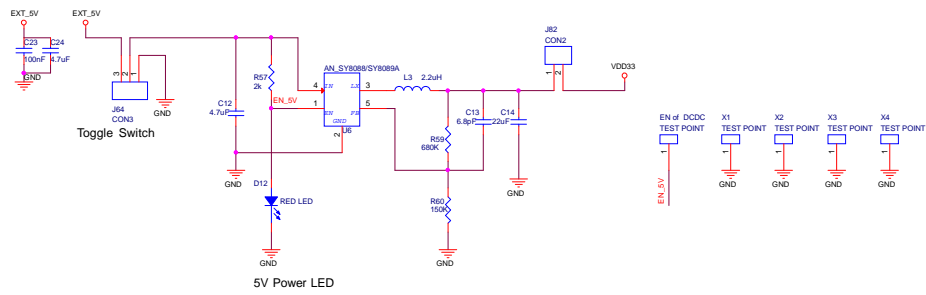 EXT_5V
EXT_5V
C23
100nF
C24
4.7uF
GND
3
2
1
J64
CON3
GND
Toggle Switch
C12
4.7uF
GND
R57
2k
EN_5V
D12
RED LED
GND
5V Power LED
AN_SY8088/SY8089A
4
IN
LX
3
1
EN
FB
5
GND
2
U6
L3
2.2uH
R59
680K
C13
6.8pF
C14
22uF
GND
R60
150K
GND
J82
CON2
1
2
VDD33
EN of DCDC
TEST POINT
1
EN_5V
X1
TEST POINT
1
GND
X2
TEST POINT
1
GND
X3
TEST POINT
1
GND
X4
TEST POINT
1
GND